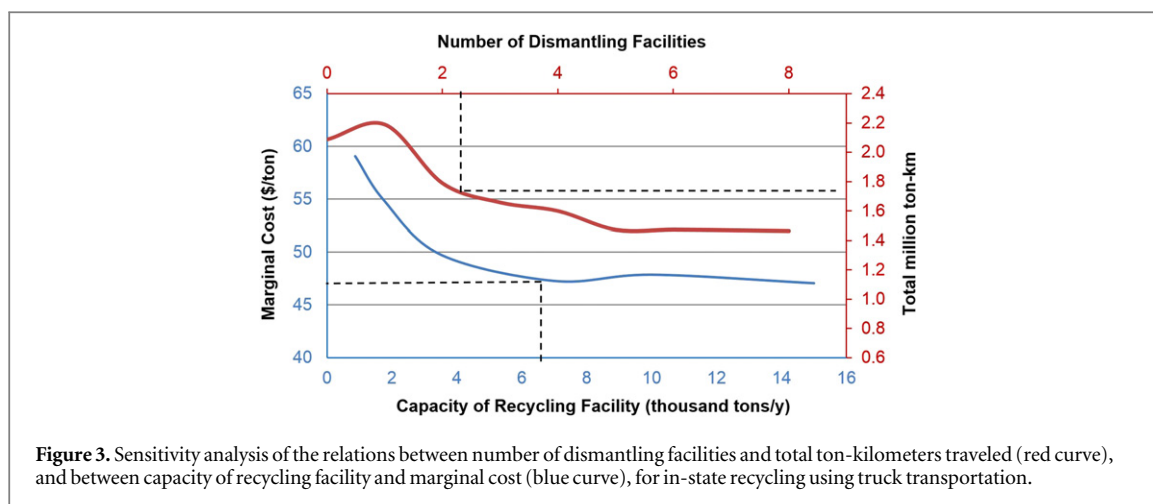 Number of Dismantling Facilities
0 2 4 6 8
65 2.4
60 2.2
55 2.0
50 1.8
45 1.6
40 1.4
1.2
1.0
0.8
0.6
Marginal Cost ($/ton)
Total million ton-km
0 2 4 6 8 10 12 14 16
Capacity of Recycling Facility (thousand tons/y)
Figure 3. Sensitivity analysis of the relations between number of dismantling facilities and total ton-kilometers traveled (red curve),
and between capacity of recycling facility and marginal cost (blue curve), for in-state recycling using truck transportation.